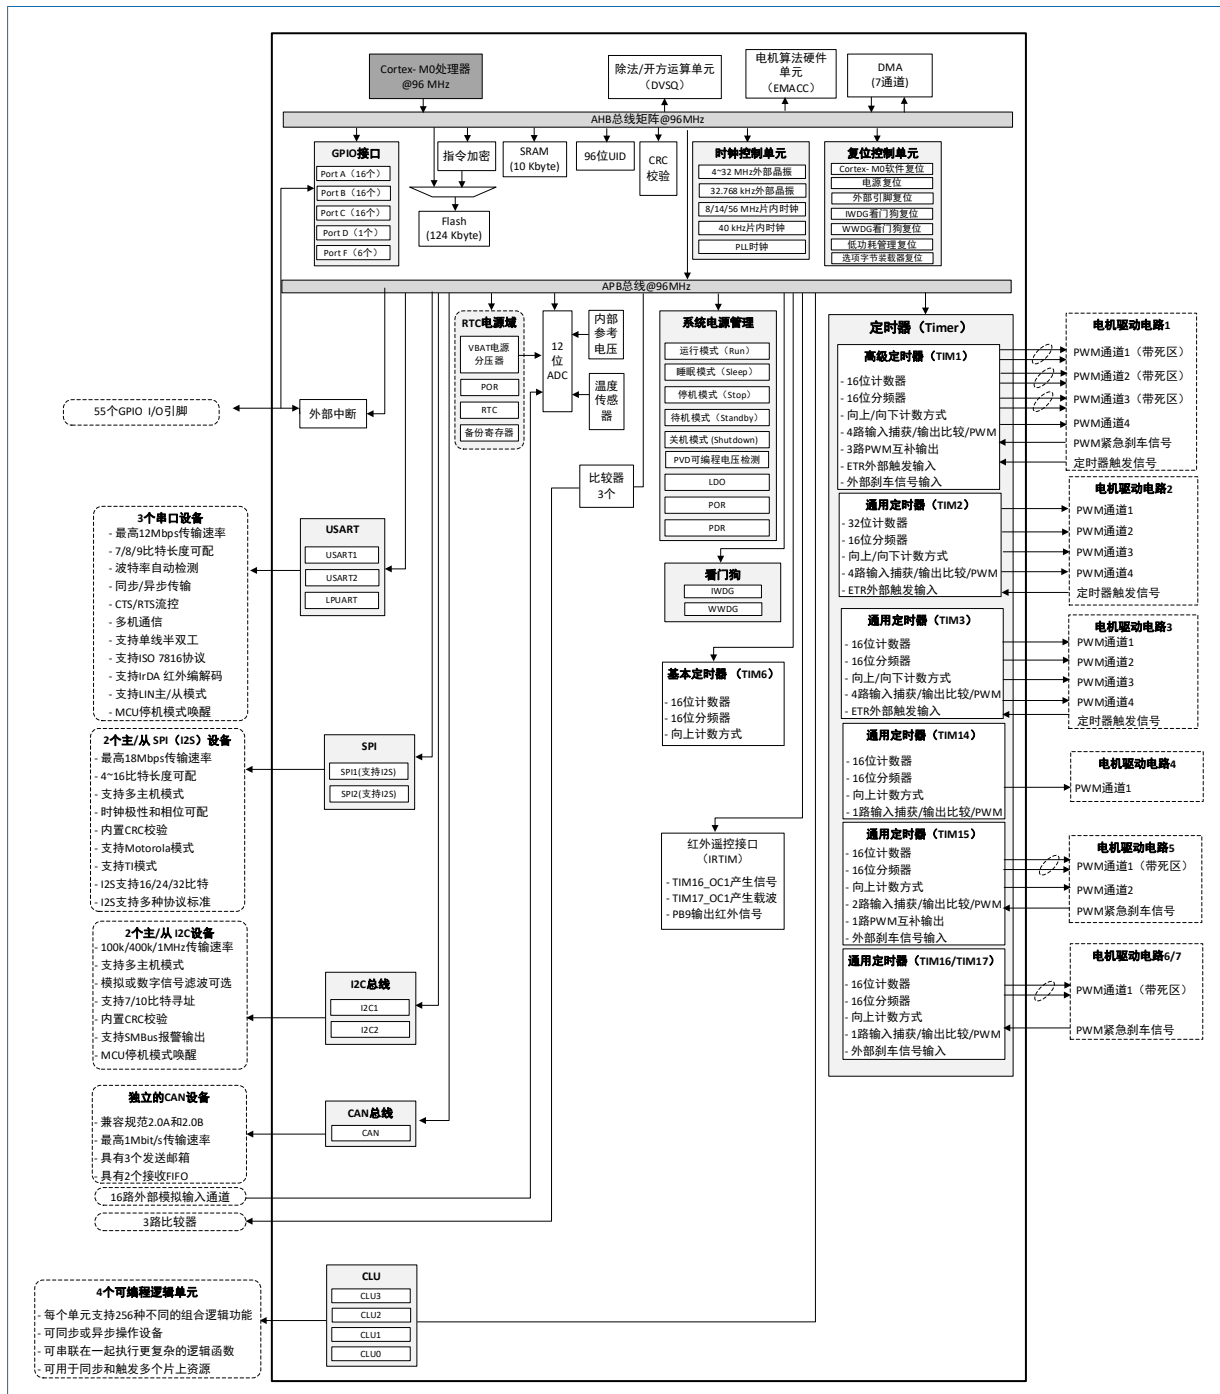 Cortex- M0处理器
@96 MHz
除法/开方运算单元
（DVSQ）
电机算法硬件
单元
（EMACC）
DMA
(7通道)
AHB总线矩阵@96MHz
GPIO接口
Port A（16个）
Port B（16个）
Port C（16个）
Port D（1个）
Port F（6个）
指令加密
Flash
(124 Kbyte)
SRAM
(10 Kbyte)
96位UID
CRC
校验
时钟控制单元
4~32 MHz外部晶振
32.768 kHz外部晶振
8/14/56 MHz片内时钟
40 kHz片内时钟
PLL时钟
复位控制单元
Cortex- M0软件复位
电源复位
外部引脚复位
IWDG看门狗复位
WWDG看门狗复位
低功耗管理复位
选项字节装载器复位
APB总线@96MHz
55个GPIO I/O引脚
外部中断
RTC电源域
VBAT电源
分压器
POR
RTC
备份寄存器
12
位
ADC
内部
参考
电压
温度
传感
器
比较器
3个
系统电源管理
运行模式（Run）
睡眠模式（Sleep）
停机模式（Stop）
待机模式（Standby）
关机模式 (Shutdown)
PVD可编程电压检测
LDO
POR
PDR
看门狗
IWDG
WWDG
基本定时器 （TIM6）
- 16位计数器
- 16位分频器
- 向上计数方式
红外遥控接口
（IRTIM）
- TIM16_OC1产生信号
- TIM17_OC1产生载波
- PB9输出红外信号
定时器（Timer）
高级定时器（TIM1）
- 16位计数器
- 16位分频器
- 向上/向下计数方式
- 4路输入捕获/输出比较/PWM
- 3路PWM互补输出
- ETR外部触发输入
- 外部刹车信号输入
通用定时器（TIM2）
- 32位计数器
- 16位分频器
- 向上/向下计数方式
- 4路输入捕获/输出比较/PWM
- ETR外部触发输入
通用定时器（TIM3）
- 16位计数器
- 16位分频器
- 向上/向下计数方式
- 4路输入捕获/输出比较/PWM
- ETR外部触发输入
通用定时器（TIM14）
- 16位计数器
- 16位分频器
- 向上计数方式
- 1路输入捕获/输出比较/PWM
通用定时器（TIM15）
- 16位计数器
- 16位分频器
- 向上计数方式
- 2路输入捕获/输出比较/PWM
- 1路PWM互补输出
- 外部刹车信号输入
通用定时器（TIM16/TIM17）
- 16位计数器
- 16位分频器
- 向上计数方式
- 1路输入捕获/输出比较/PWM
- 外部刹车信号输入
电机驱动电路1
PWM通道1（带死区）
PWM通道2（带死区）
PWM通道3（带死区）
PWM通道4
PWM紧急刹车信号
定时器触发信号
电机驱动电路2
PWM通道1
PWM通道2
PWM通道3
PWM通道4
定时器触发信号
电机驱动电路3
PWM通道1
PWM通道2
PWM通道3
PWM通道4
定时器触发信号
电机驱动电路4
PWM通道1
电机驱动电路5
PWM通道1（带死区）
PWM通道2
PWM紧急刹车信号
电机驱动电路6/7
PWM通道1（带死区）
PWM紧急刹车信号
3个串口设备
- 最高12Mbps传输速率
- 7/8/9比特长度可配
- 波特率自动检测
- 同步/异步传输
- CTS/RTS流控
- 多机通信
- 支持单线半双工
- 支持ISO 7816协议
- 支持IrDA 红外编解码
- 支持LIN主/从模式
- MCU停机模式唤醒
USART
USART1
USART2
LPUART
2个主/从 SPI（I2S）设备
- 最高18Mbps传输速率
- 4~16比特长度可配
- 支持多主机模式
- 时钟极性和相位可配
- 内置CRC校验
- 支持Motorola模式
- 支持TI模式
- I2S支持16/24/32比特
- I2S支持多种协议标准
SPI
SPI1(支持I2S)
SPI2(支持I2S)
2个主/从 I2C设备
- 100k/400k/1MHz传输速率
- 支持多主机模式
- 模拟或数字信号滤波可选
- 支持7/10比特寻址
- 内置CRC校验
- 支持SMBus报警输出
- MCU停机模式唤醒
I2C总线
I2C1
I2C2
独立的CAN设备
- 兼容规范2.0A和2.0B
- 最高1Mbit/s传输速率
- 具有3个发送邮箱
- 具有2个接收FIFO
CAN总线
CAN
16路外部模拟输入通道
3路比较器
4个可编程逻辑单元
- 每个单元支持256种不同的组合逻辑功能
- 可同步或异步操作设备
- 可串联在一起执行更复杂的逻辑函数
- 可用于同步和触发多个片上资源
CLU
CLU3
CLU2
CLU1
CLU0